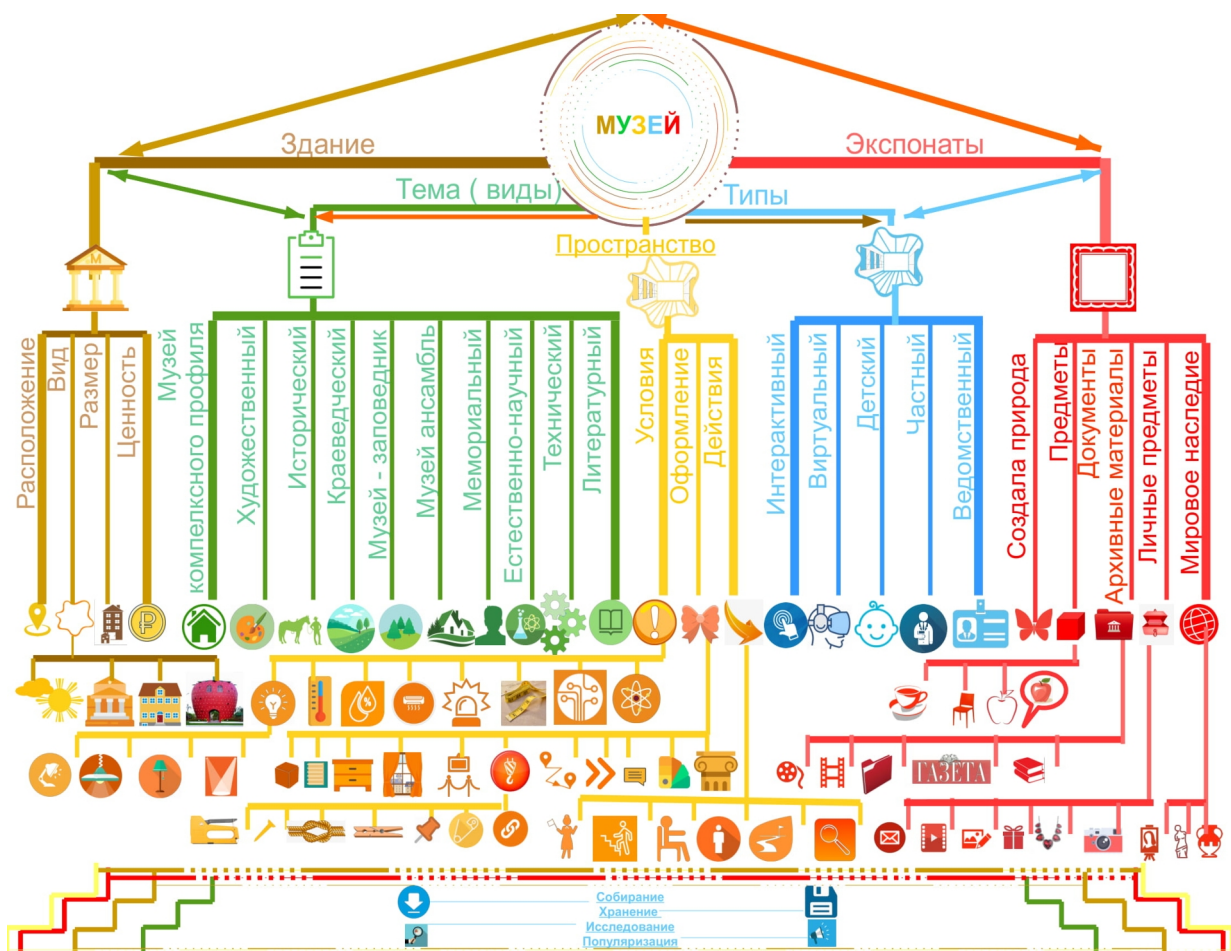 МУЗЕЙ
Здание
Экспонаты
Тема ( виды)
Типы
Пространство
М
Расположение
Вид
Размер
Ценность
Музей
компелксного профиля
Художественный
Исторический
Краеведческий
Музей - заповедник
Музей ансамбль
Мемориальный
Естественно-научный
Технический
Литературный
Условия
Оформление
Действия
Интерактивный
Виртуальный
Детский
Частный
Ведомственный
Создала природа
Предметы
Документы
Архивные материалы
Личные предметы
Мировое наследие
ГАЗЕТА
Собирание
Хранение
Исследование
Популяризация